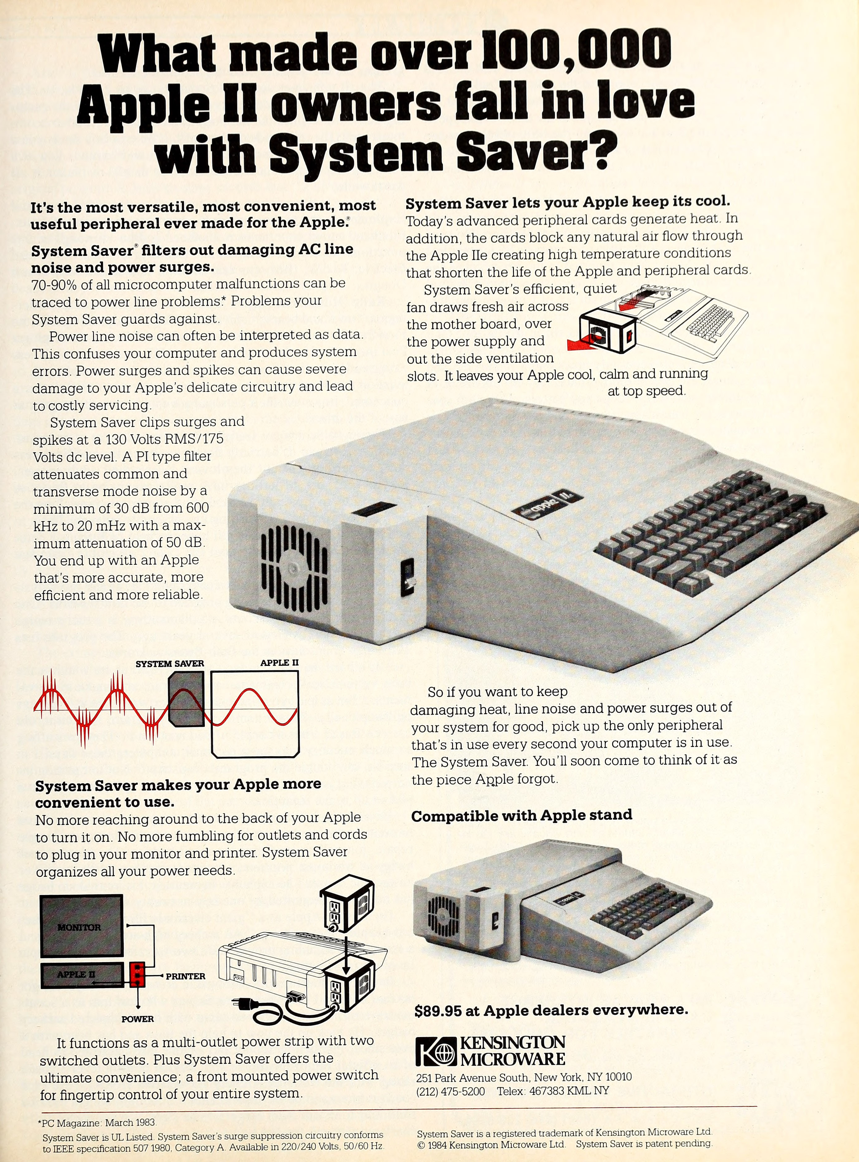 What made over 100,000
Apple II owners fall in love
with System Saver?
It's the most versatile, most convenient, most
useful peripheral ever made for the Apple.®
System Saver® filters out damaging AC line
noise and power surges.
70-90% of all microcomputer malfunctions can be
traced to power line problems.* Problems your
System Saver guards against.
Power line noise can often be interpreted as data.
This confuses your computer and produces system
errors. Power surges and spikes can cause severe
damage to your Apple's delicate circuitry and lead
to costly servicing.
System Saver clips surges and
spikes at a 130 Volts RMS/175
Volts dc level. A PI type filter
attenuates common and
transverse mode noise by a
minimum of 30 dB from 600
kHz to 20 mHz with a max-
imum attenuation of 50 dB.
You end up with an Apple
that's more accurate, more
efficient and more reliable.
SYSTEM SAVER
APPLE II
System Saver makes your Apple more
convenient to use.
No more reaching around to the back of your Apple
to turn it on. No more fumbling for outlets and cords
to plug in your monitor and printer. System Saver
organizes all your power needs.
MONITOR
APPLE II
PRINTER
POWER
It functions as a multi-outlet power strip with two
switched outlets. Plus System Saver offers the
ultimate convenience; a front mounted power switch
for fingertip control of your entire system.
System Saver lets your Apple keep its cool.
Today's advanced peripheral cards generate heat. In
addition, the cards block any natural air flow through
the Apple IIe creating high temperature conditions
that shorten the life of the Apple and peripheral cards.
System Saver's efficient, quiet
fan draws fresh air across
the mother board, over
the power supply and
out the side ventilation
slots. It leaves your Apple cool, calm and running
at top speed.
apple IIe
So if you want to keep
damaging heat, line noise and power surges out of
your system for good, pick up the only peripheral
that's in use every second your computer is in use.
The System Saver. You'll soon come to think of it as
the piece Apple forgot.
Compatible with Apple stand
$89.95 at Apple dealers everywhere.
KENSINGTON
MICROWARE
251 Park Avenue South, New York, NY 10010
(212) 475-5200 Telex: 467383 KML NY
*PC Magazine: March 1983
System Saver is UL Listed. System Saver's surge suppression circuitry conforms
to IEEE specification 507 1980, Category A. Available in 220/240 Volts, 50/60 Hz
System Saver is a registered trademark of Kensington Microware Ltd.
© 1984 Kensington Microware Ltd. System Saver is patent pending.